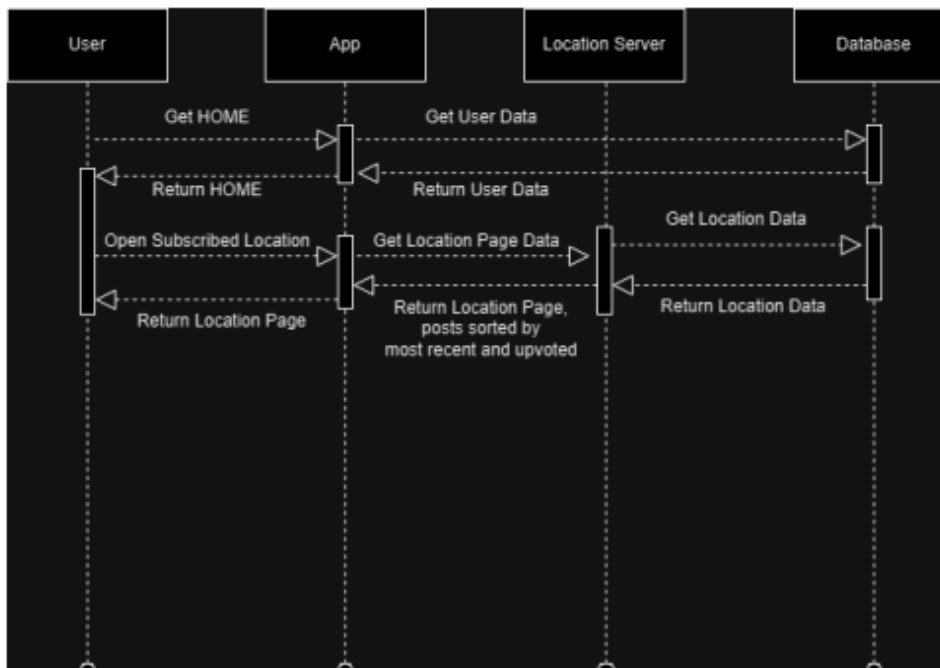 User
App
Location Server
Database
Get HOME
Get User Data
Return HOME
Return User Data
Get Location Data
Open Subscribed Location
Get Location Page Data
Return Location Page
Return Location Page,
posts sorted by
most recent and upvoted
Return Location Data